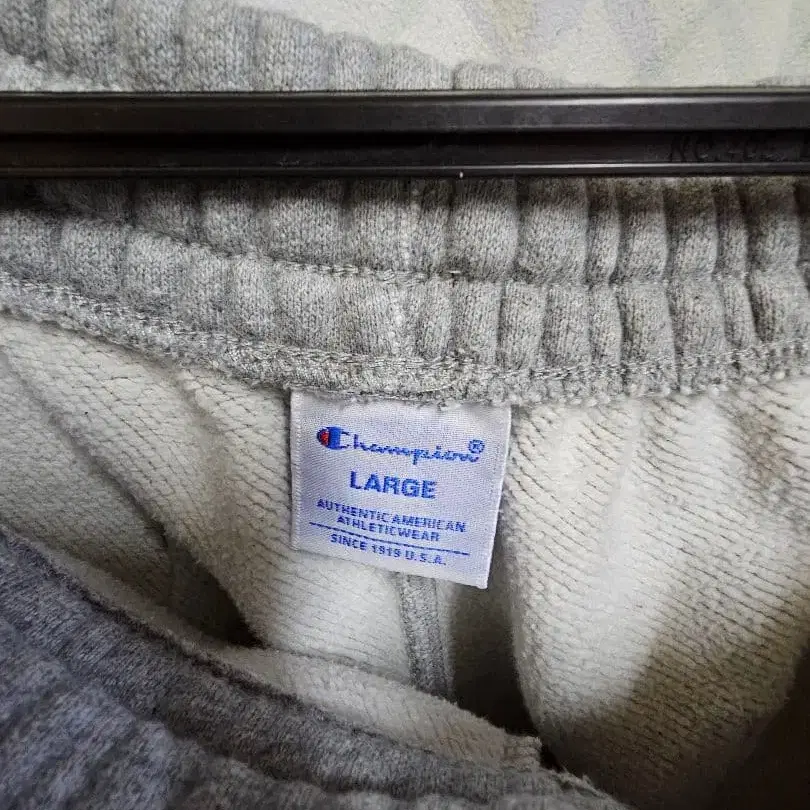 Champion®
LARGE
AUTHENTIC AMERICAN
ATHLETICWEAR
SINCE 1919 U.S.A.